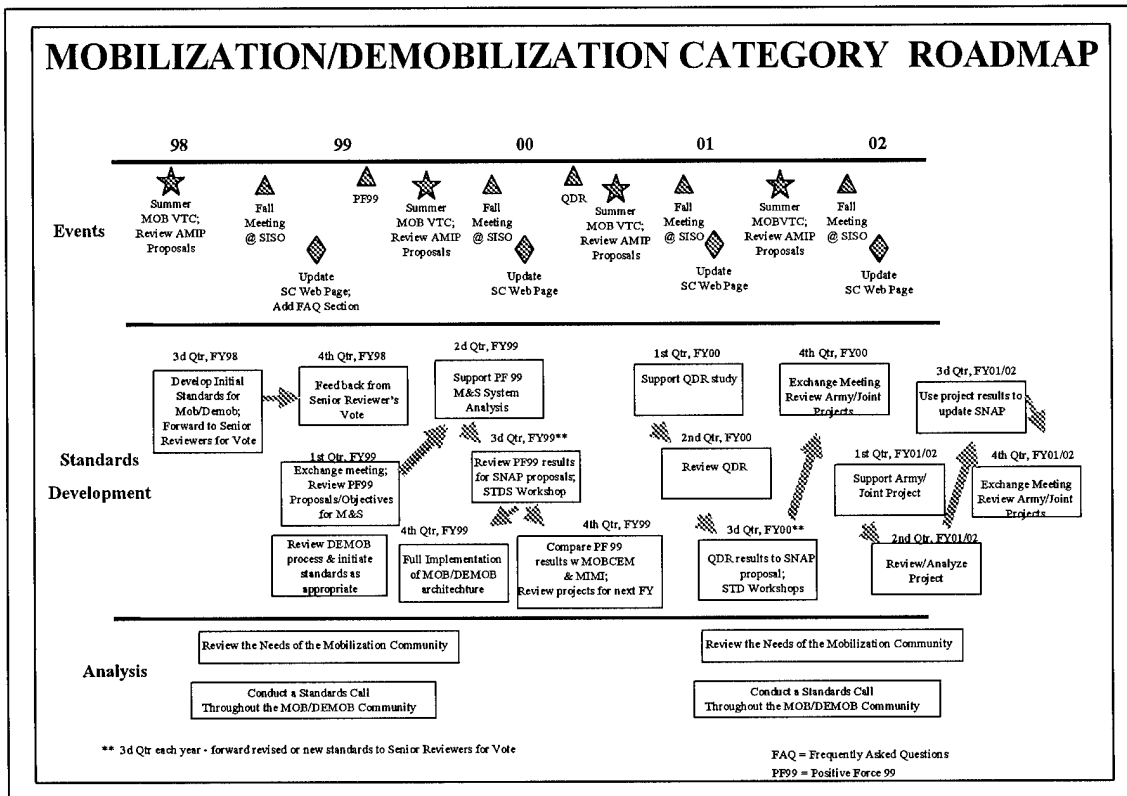 MOBILIZATION/DEMOBILIZATION CATEGORY ROADMAP
98
99
00
01
02
Events
Summer
MOB VTC;
Review AMIP
Proposals
Fall
Meeting
@ SISO
Update
SC Web Page;
Add FAQ Section
PF99
Summer
MOB VTC;
Review AMIP
Proposals
Fall
Meeting
@ SISO
Update
SC Web Page
QDR
Summer
MOB VTC;
Review AMIP
Proposals
Fall
Meeting
@ SISO
Update
SC Web Page
Summer
MOBVTC;
Review AMIP
Proposals
Fall
Meeting
@ SISO
Update
SC Web Page
Standards
Development
3d Qtr, FY98
Develop Initial
Standards for
Mob/Demob;
Forward to Senior
Reviewers for Vote
4th Qtr, FY98
Feed back from
Senior Reviewer's
Vote
1st Qtr, FY99
Exchange meeting;
Review PF99
Proposals/Objectives
for M&S
Review DEMOB
process & initiate
standards as
appropriate
2d Qtr, FY99
Support PF 99
M&S System
Analysis
3d Qtr, FY99**
Review PF99 results
for SNAP proposals;
STDS Workshop
4th Qtr, FY99
Full Implementation
of MOB/DEMOB
architechture
4th Qtr, FY99
Compare PF 99
results w MOBCEM
& MIMI;
Review projects for next FY
1st Qtr, FY00
Support QDR study
2nd Qtr, FY00
Review QDR
3d Qtr, FY00**
QDR results to SNAP
proposal;
STD Workshops
4th Qtr, FY00
Exchange Meeting
Review Army/Joint
Projects
1st Qtr, FY01/02
Support Army/
Joint Project
2nd Qtr, FY01/02
Review/Analyze
Project
3d Qtr, FY01/02
Use project results to
update SNAP
4th Qtr, FY01/02
Exchange Meeting
Review Army/Joint
Projects
Analysis
Review the Needs of the Mobilization Community
Conduct a Standards Call
Throughout the MOB/DEMOB Community
Review the Needs of the Mobilization Community
Conduct a Standards Call
Throughout the MOB/DEMOB Community
** 3d Qtr each year - forward revised or new standards to Senior Reviewers for Vote
FAQ = Frequently Asked Questions
PF99 = Positive Force 99